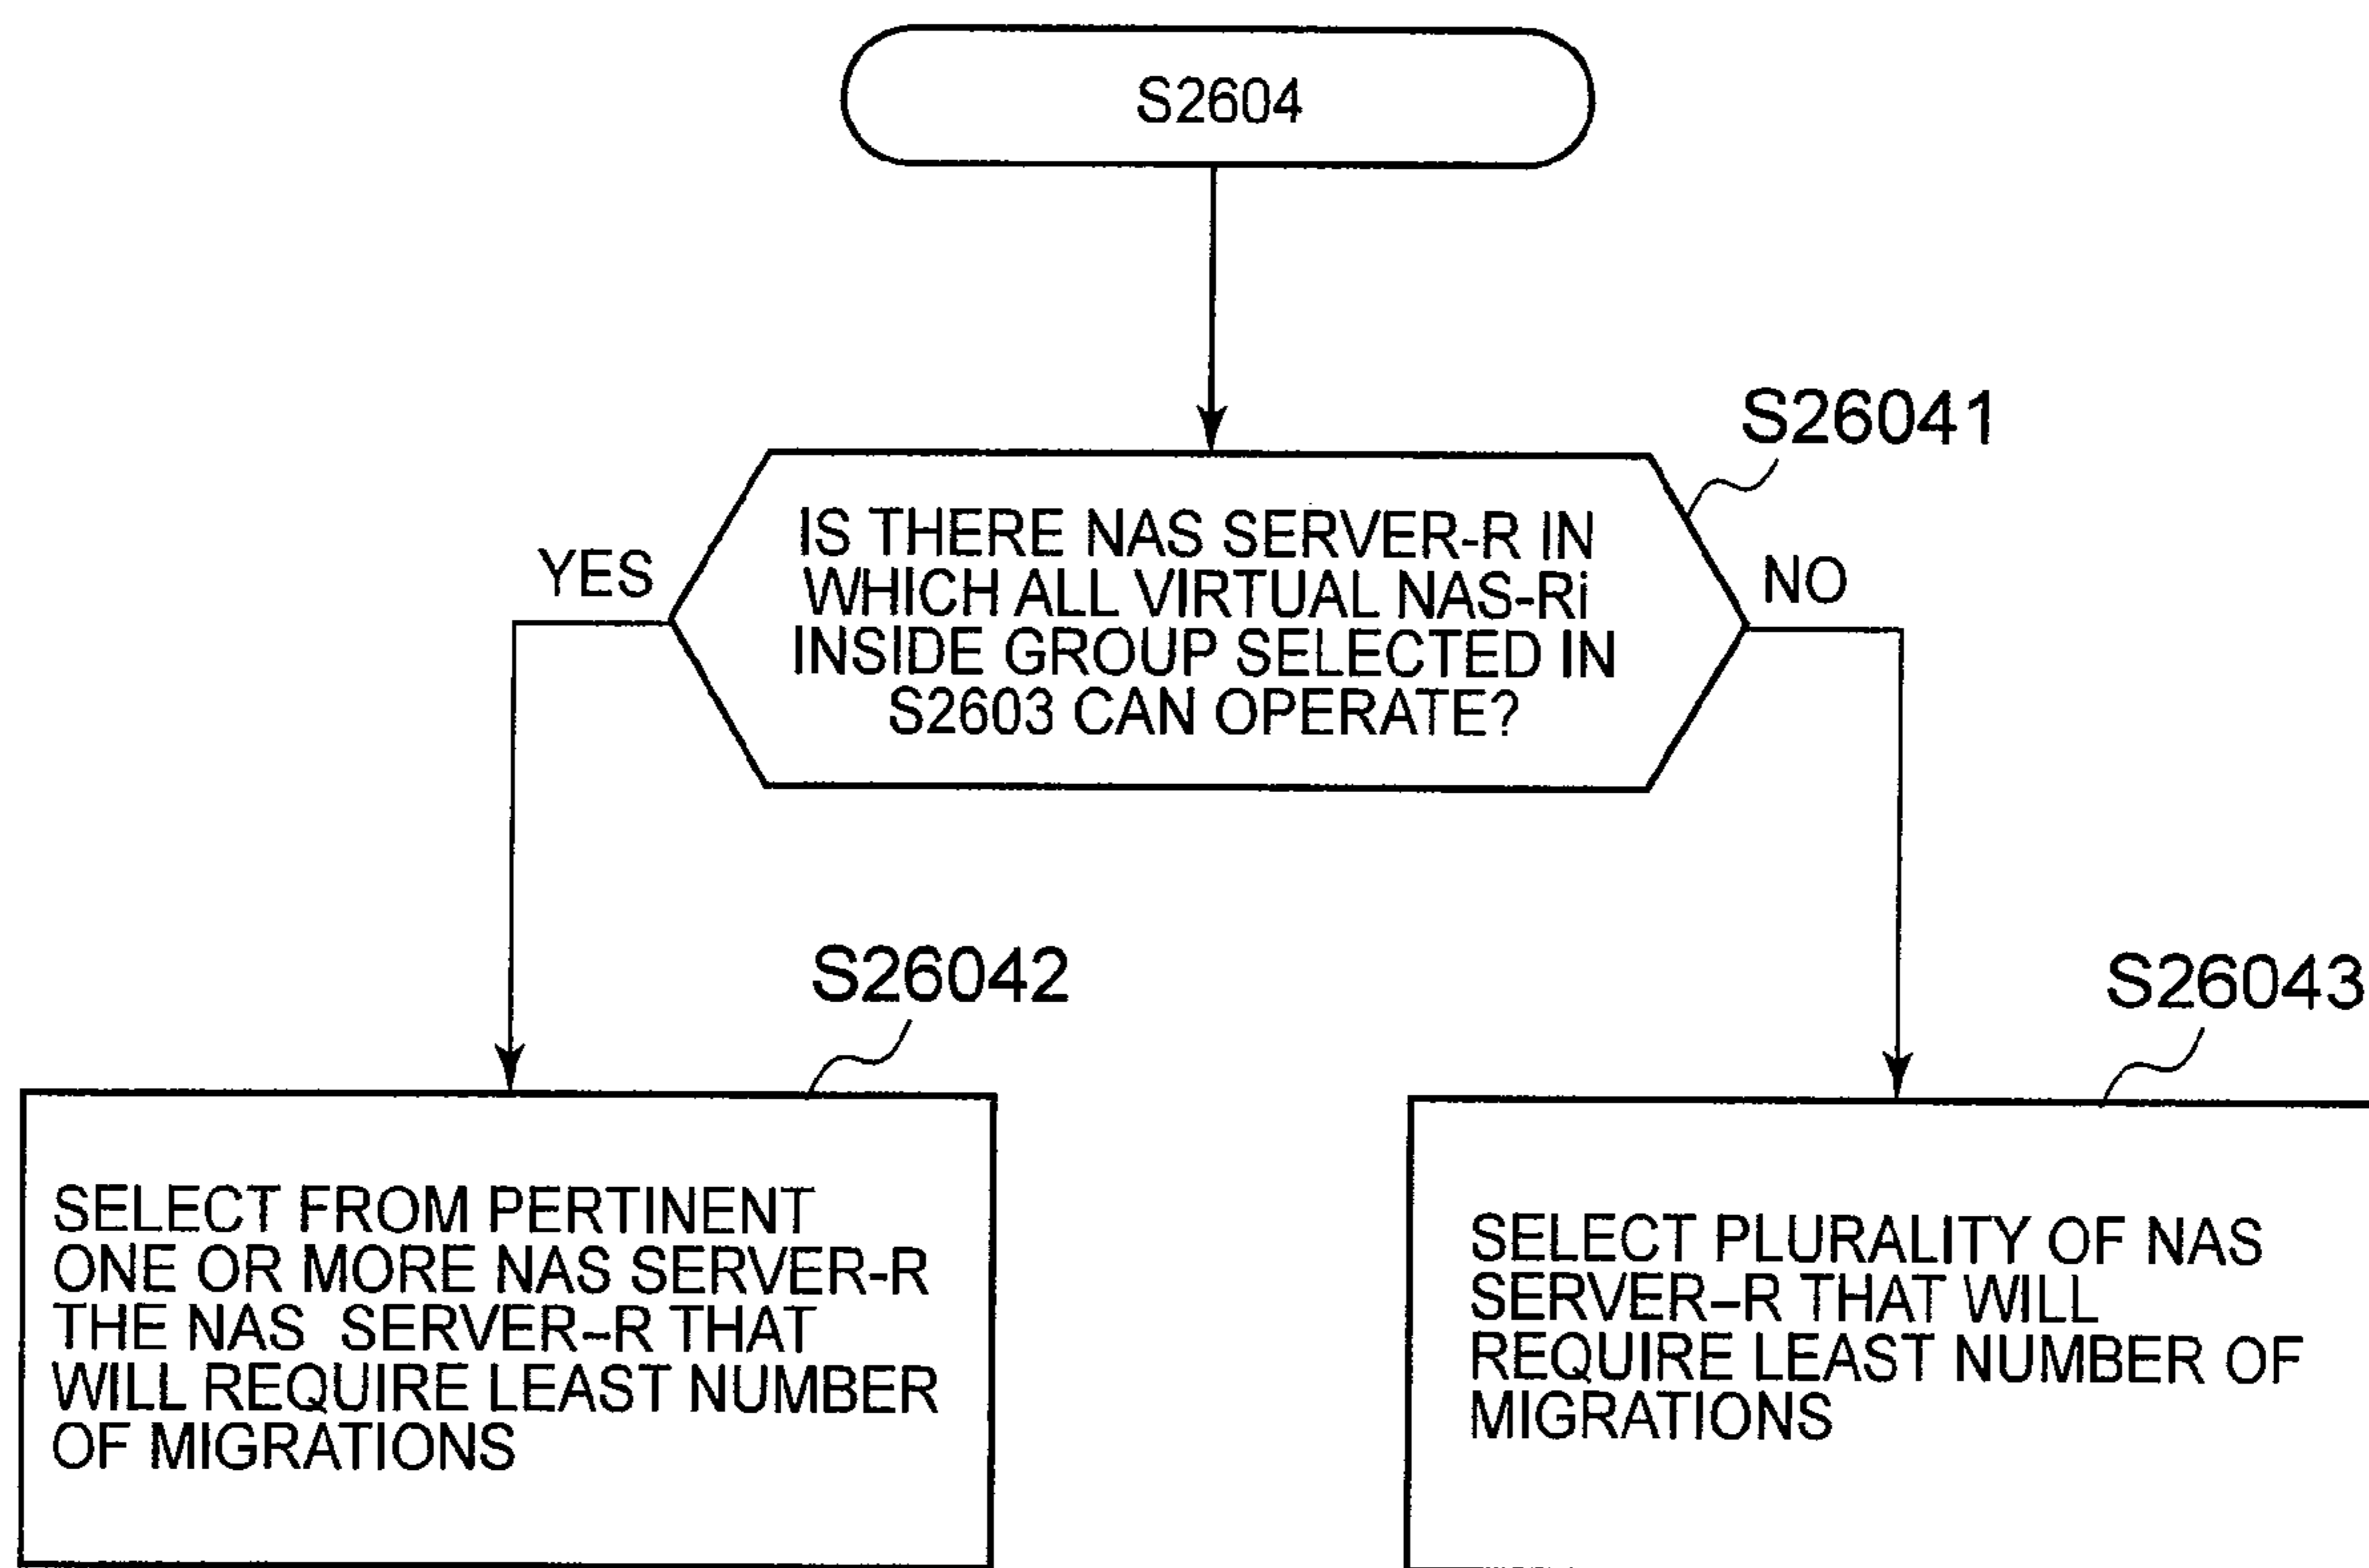 S2604
S26041
IS THERE NAS SERVER-R IN
WHICH ALL VIRTUAL NAS-Ri
INSIDE GROUP SELECTED IN
S2603 CAN OPERATE?
YES
NO
S26042
S26043
SELECT FROM PERTINENT
ONE OR MORE NAS SERVER-R
THE NAS SERVER-R THAT
WILL REQUIRE LEAST NUMBER
OF MIGRATIONS
SELECT PLURALITY OF NAS
SERVER-R THAT WILL
REQUIRE LEAST NUMBER OF
MIGRATIONS